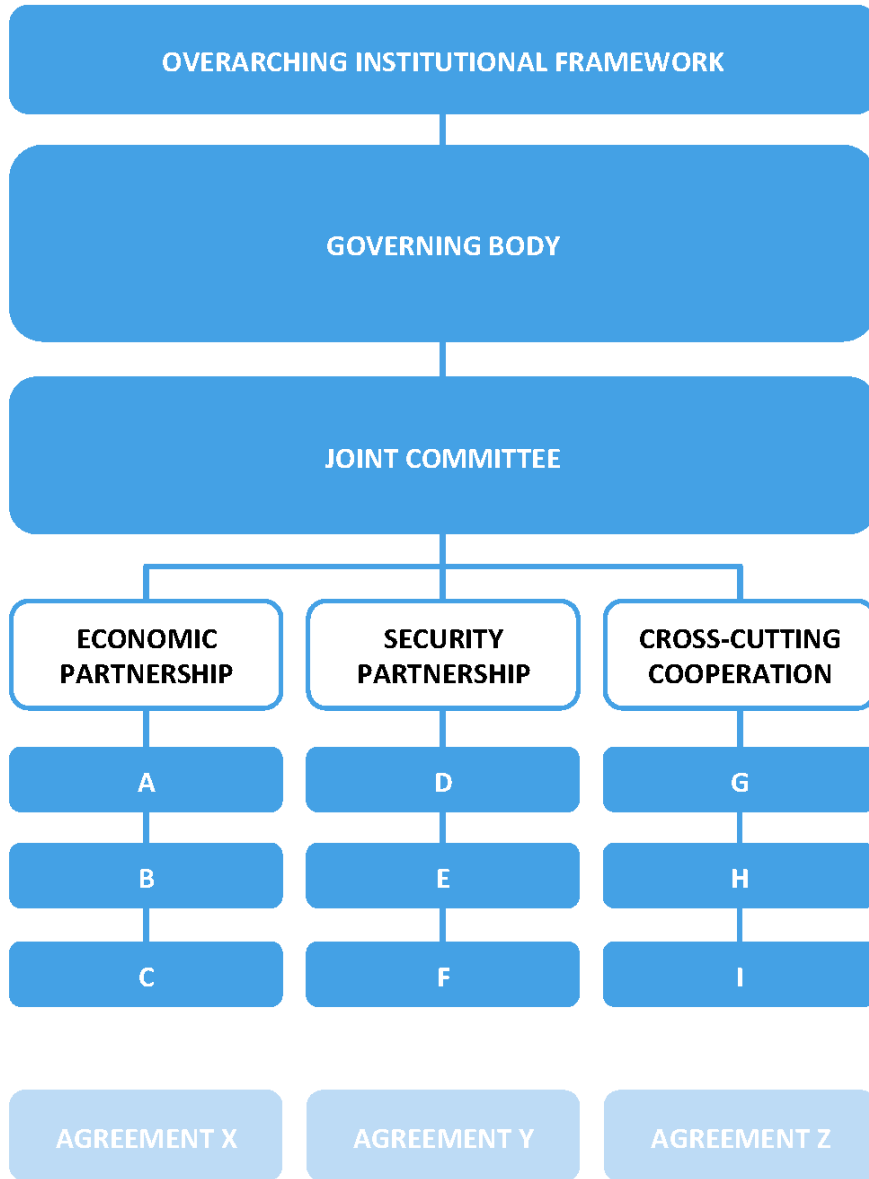 OVERARCHING INSTITUTIONAL FRAMEWORK
GOVERNING BODY
JOINT COMMITTEE
ECONOMIC
PARTNERSHIP
SECURITY
PARTNERSHIP
CROSS-CUTTING
COOPERATION
A
D
G
B
E
H
C
F
I
AGREEMENT X
AGREEMENT Y
AGREEMENT Z